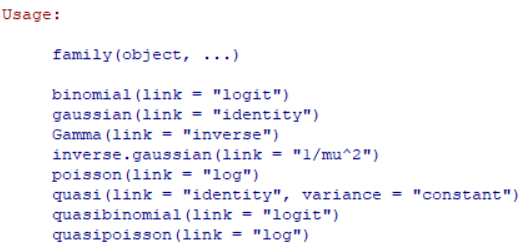 Usage:
family(object, ...)
binomial(link = "logit")
gaussian(link = "identity")
Gamma(link = "inverse")
inverse.gaussian(link = "1/mu^2")
poisson(link = "log")
quasi(link = "identity", variance = "constant")
quasibinomial(link = "logit")
quasipoisson(link = "log")